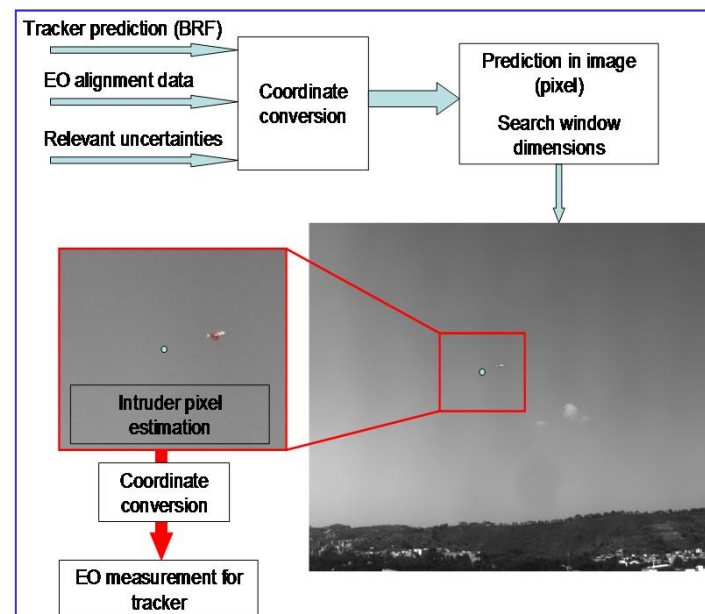 Tracker prediction (BRF)
EO alignment data
Relevant uncertainties
Coordinate
conversion
Prediction in image
(pixel)
Search window
dimensions
Intruder pixel
estimation
Coordinate
conversion
EO measurement for
tracker